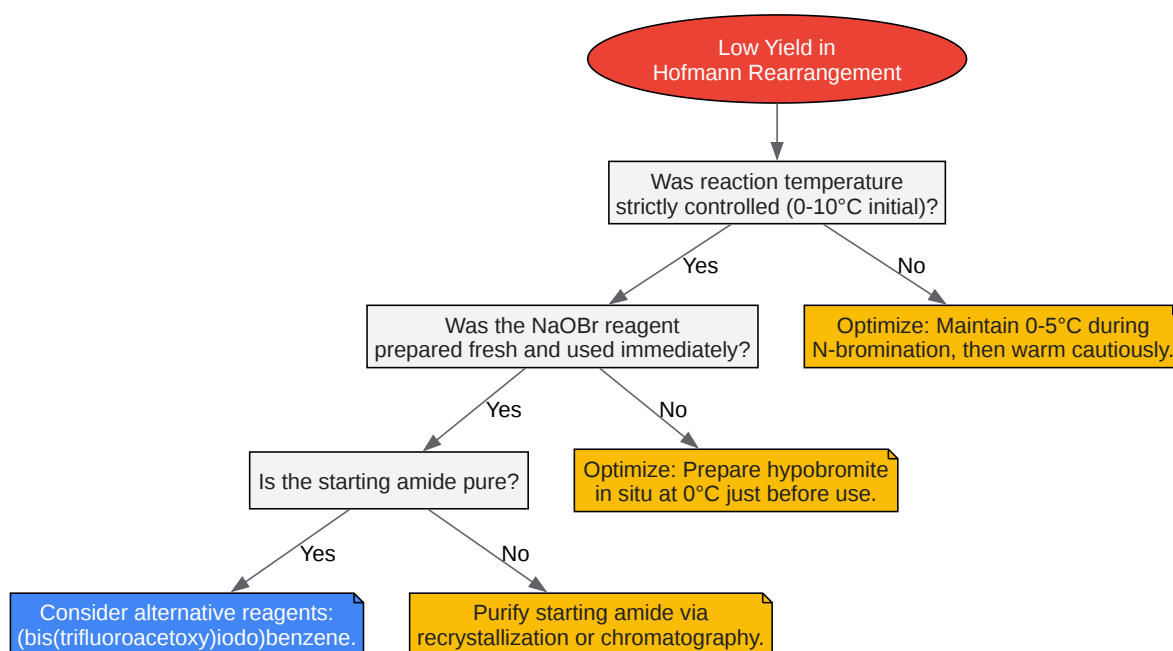 Low Yield in
Hofmann Rearrangement
Was reaction temperature
strictly controlled (0-10°C initial)?
Yes
No
Was the NaOBr reagent
prepared fresh and used immediately?
Optimize: Maintain 0-5°C during
N-bromination, then warm cautiously.
Yes
No
Is the starting amide pure?
Optimize: Prepare hypobromite
in situ at 0°C just before use.
Yes
No
Consider alternative reagents:
(bis(trifluoroacetoxy)iodo)benzene.
Purify starting amide via
recrystallization or chromatography.